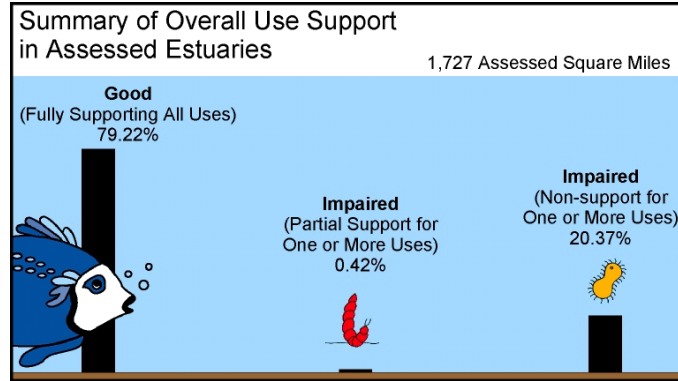 Summary of Overall Use Support
in Assessed Estuaries
1,727 Assessed Square Miles
Good
(Fully Supporting All Uses)
79.22%
Impaired
(Partial Support for
One or More Uses)
0.42%
Impaired
(Non-support for
One or More Uses)
20.37%